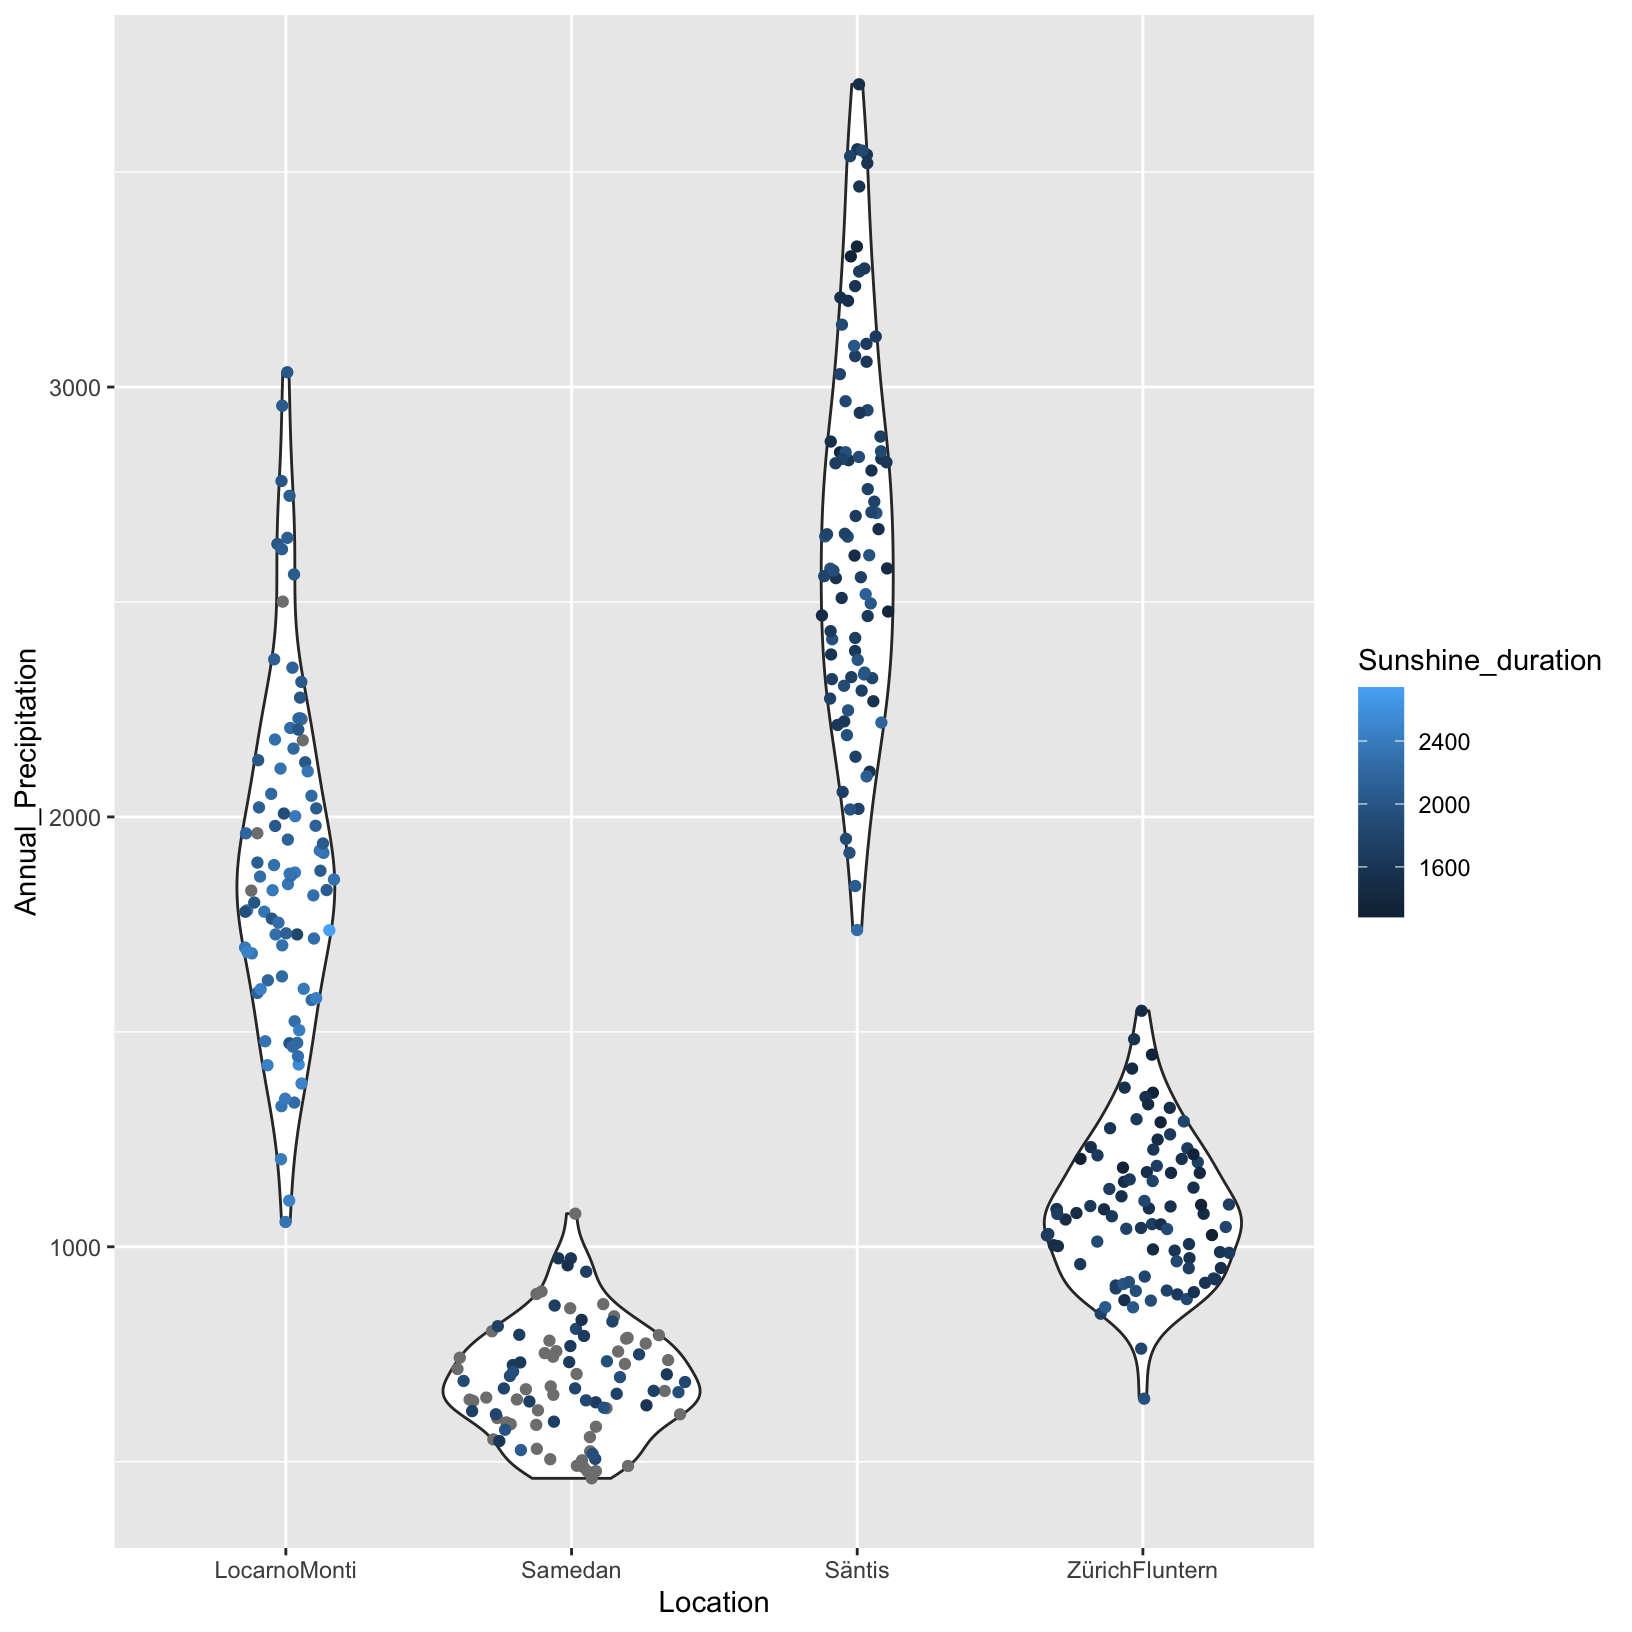 Annual_Precipitation
3000
2000
1000
LocarnoMonti
Samedan
Säntis
ZürichFluntern
Location
Sunshine_duration
2400
2000
1600